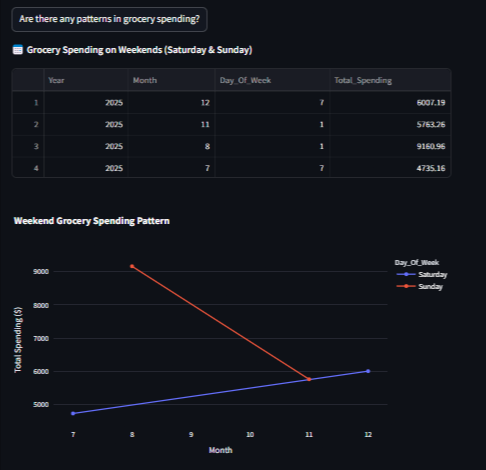 Are there any patterns in grocery spending?
Grocery Spending on Weekends (Saturday & Sunday)
Year Month Day_Of_Week Total_Spending
1 2025 12 7 6007.19
2 2025 11 1 5763.26
3 2025 8 1 9160.96
4 2025 7 7 4735.16
Weekend Grocery Spending Pattern
Day_Of_Week
Saturday
Sunday
9000
8000
7000
6000
5000
Total Spending ($)
7 8 9 10 11 12
Month